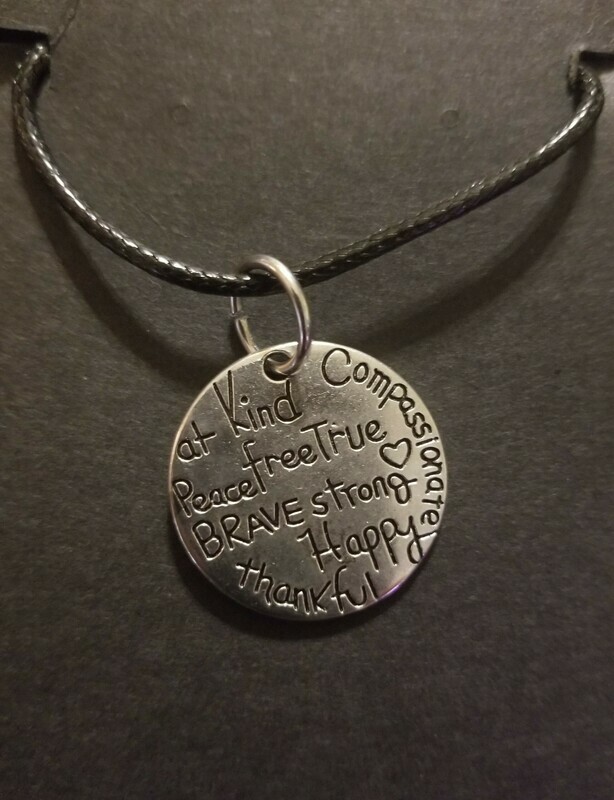 Kind
Compassionate
at
Peace
free True
BRAVE strong
Happy
thankful